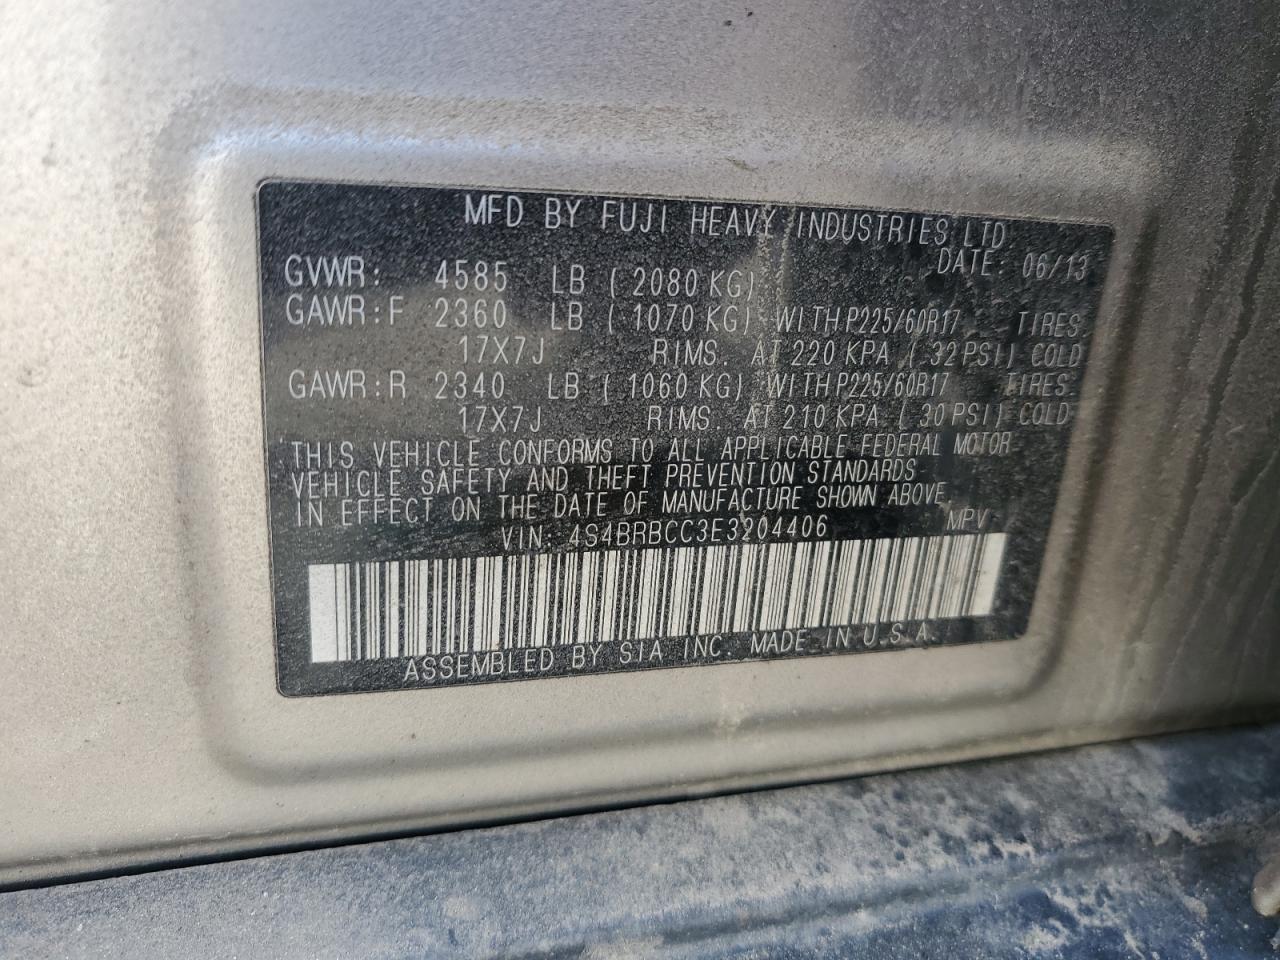 MFD BY FUJI HEAVY INDUSTRIES LTD
DATE: 06/13
GVWR: 4585 LB ( 2080 KG)
GAWR:F 2360 LB ( 1070 KG) WITH P225/60R17 TIRES,
17X7J RIMS. AT 220 KPA ( 32 PSI) COLD
GAWR:R 2340 LB ( 1060 KG) WITH P225/60R17 TIRES,
17X7J RIMS. AT 210 KPA ( 30 PSI) COLD
THIS VEHICLE CONFORMS TO ALL APPLICABLE FEDERAL MOTOR
VEHICLE SAFETY AND THEFT PREVENTION STANDARDS
IN EFFECT ON THE DATE OF MANUFACTURE SHOWN ABOVE.
VIN: 4S4BRBCC3E3204406 MPV
ASSEMBLED BY SIA INC. MADE IN U.S.A.